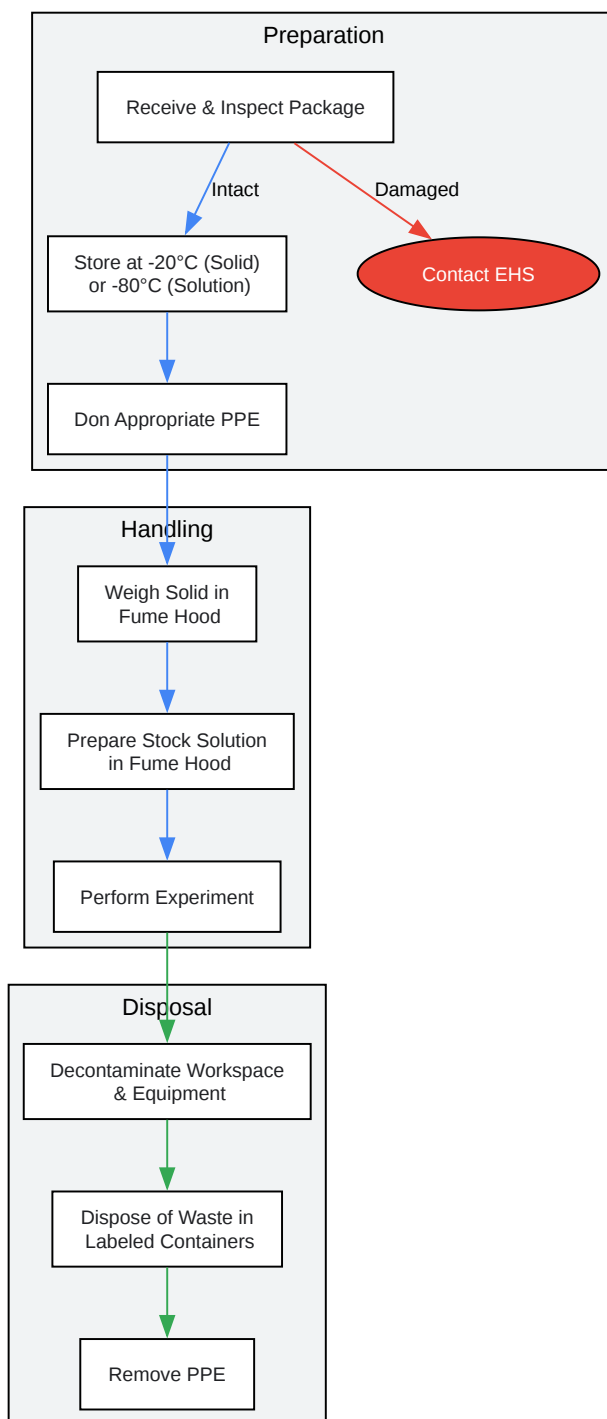 Preparation
Receive & Inspect Package
Intact
Damaged
Store at -20°C (Solid)
or -80°C (Solution)
Contact EHS
Don Appropriate PPE
Handling
Weigh Solid in
Fume Hood
Prepare Stock Solution
in Fume Hood
Perform Experiment
Disposal
Decontaminate Workspace
& Equipment
Dispose of Waste in
Labeled Containers
Remove PPE